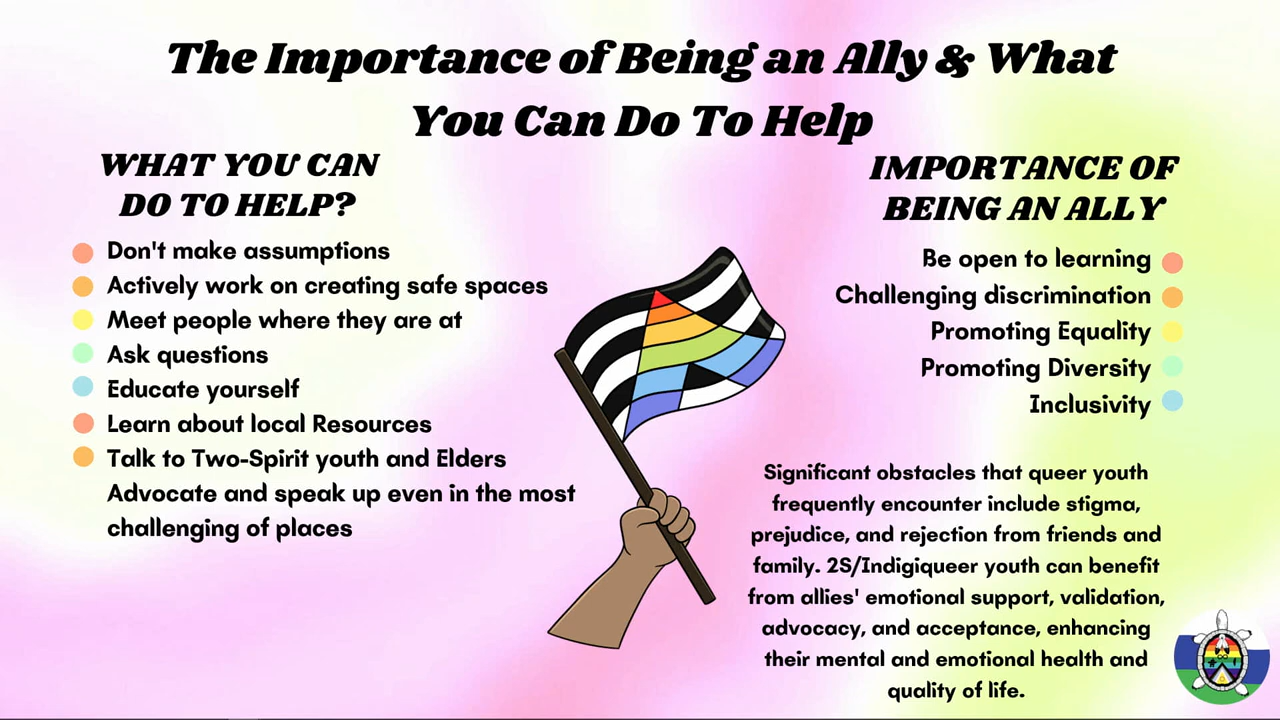 The Importance of Being an Ally & What
You Can Do To Help
WHAT YOU CAN
DO TO HELP?
Don't make assumptions
Actively work on creating safe spaces
Meet people where they are at
Ask questions
Educate yourself
Learn about local Resources
Talk to Two-Spirit youth and Elders
Advocate and speak up even in the most
challenging of places
IMPORTANCE OF
BEING AN ALLY
Be open to learning
Challenging discrimination
Promoting Equality
Promoting Diversity
Inclusivity
Significant obstacles that queer youth
frequently encounter include stigma,
prejudice, and rejection from friends and
family. 2S/Indigiqueer youth can benefit
from allies' emotional support, validation,
advocacy, and acceptance, enhancing
their mental and emotional health and
quality of life.